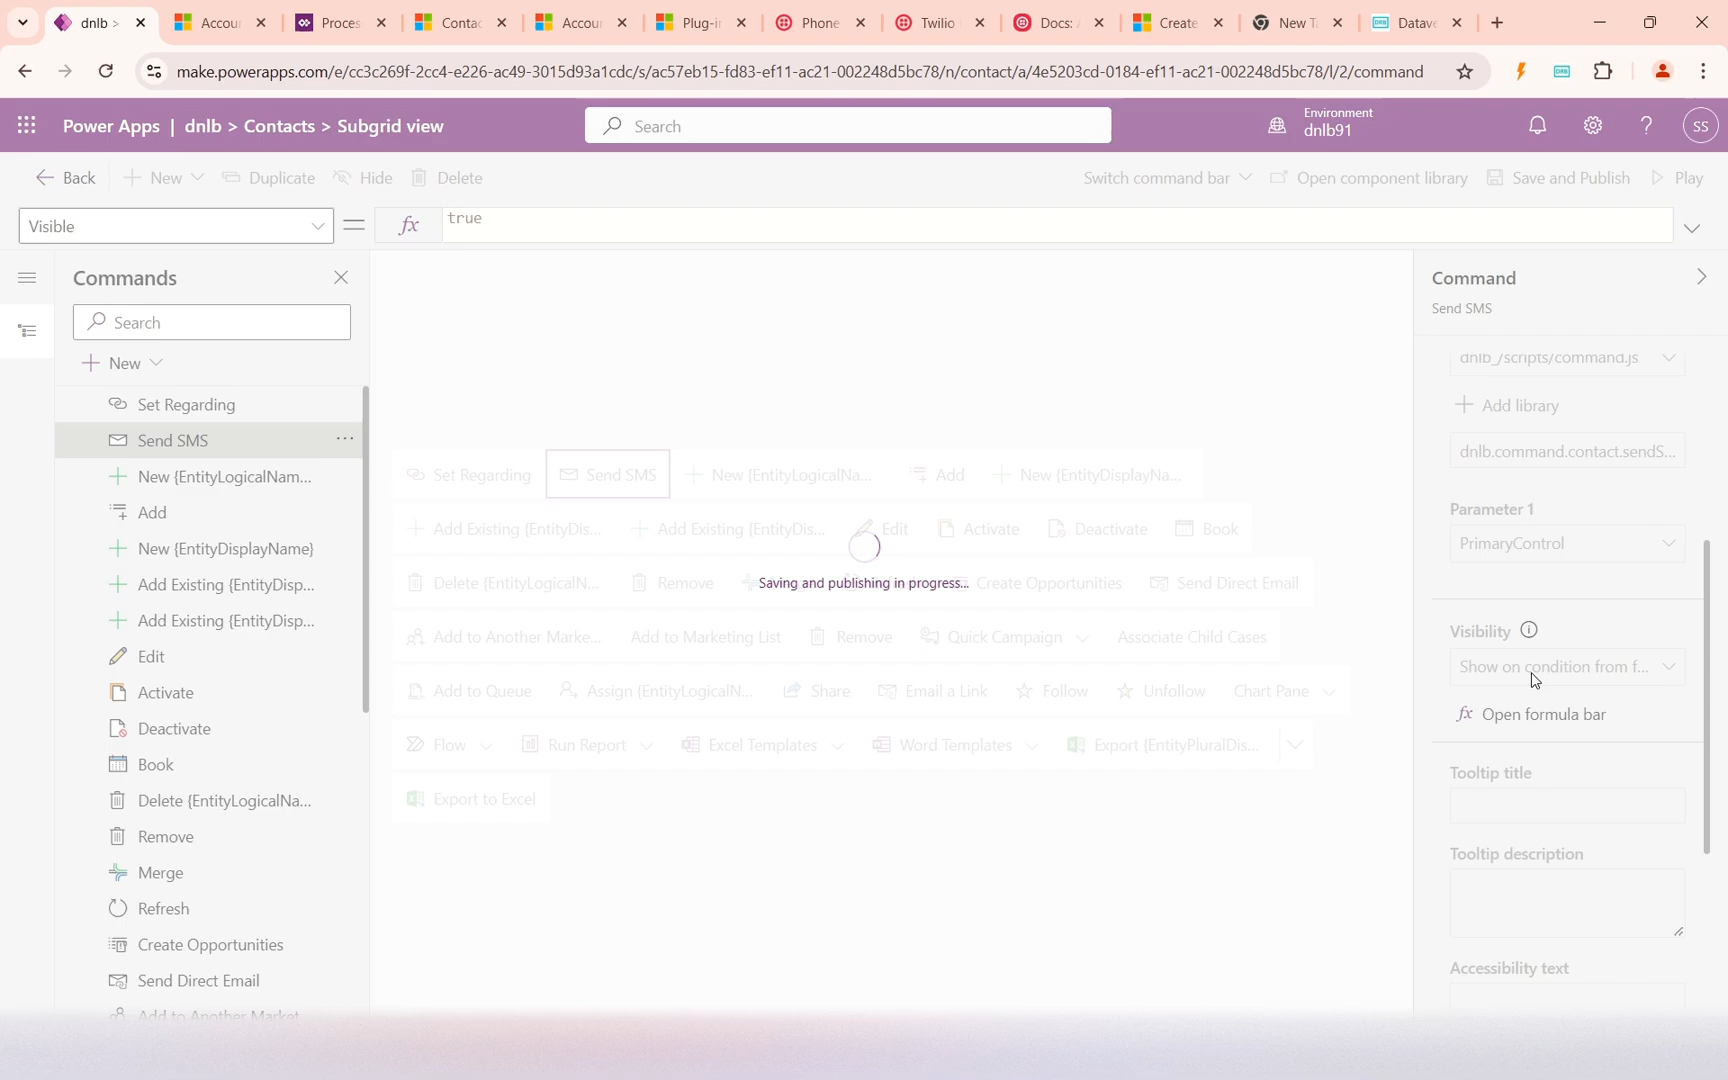 dnlb >
Accour
Proces
Contac
Accour
Plug-in
Phone
Twilio
Docs:
Create
New Ta
Datave
make.powerapps.com/e/cc3c269f-2cc4-e226-ac49-3015d93a1cdc/s/ac57eb15-fd83-ef11-ac21-002248d5bc78/n/contact/a/4e5203cd-0184-ef11-ac21-002248d5bc78/l/2/command
Power Apps | dnlb > Contacts > Subgrid view
Search
Environment
dnlb91
SS
Back
New
Duplicate
Hide
Delete
Switch command bar
Open component library
Save and Publish
Play
Visible
fx
true
Commands
Search
New
Set Regarding
Send SMS
New {EntityLogicalNam...
Add
New {EntityDisplayName}
Add Existing {EntityDisp...
Add Existing {EntityDisp...
Edit
Activate
Deactivate
Book
Delete {EntityLogicalNa...
Remove
Merge
Refresh
Create Opportunities
Send Direct Email
Add to Another Market
Set Regarding
Send SMS
New {EntityLogicalNa...
Add
New {EntityDisplayNa...
Add Existing {EntityDis...
Add Existing {EntityDis...
Edit
Activate
Deactivate
Book
Delete {EntityLogicalN...
Remove
Saving and publishing in progress...
Create Opportunities
Send Direct Email
Add to Another Marke...
Add to Marketing List
Remove
Quick Campaign
Associate Child Cases
Add to Queue
Assign {EntityLogicalN...
Share
Email a Link
Follow
Unfollow
Chart Pane
Flow
Run Report
Excel Templates
Word Templates
Export {EntityPluralDis...
Export to Excel
Command
Send SMS
dnlb_/scripts/command.js
Add library
dnlb.command.contact.sendS...
Parameter 1
PrimaryControl
Visibility
Show on condition from f...
fx Open formula bar
Tooltip title
Tooltip description
Accessibility text